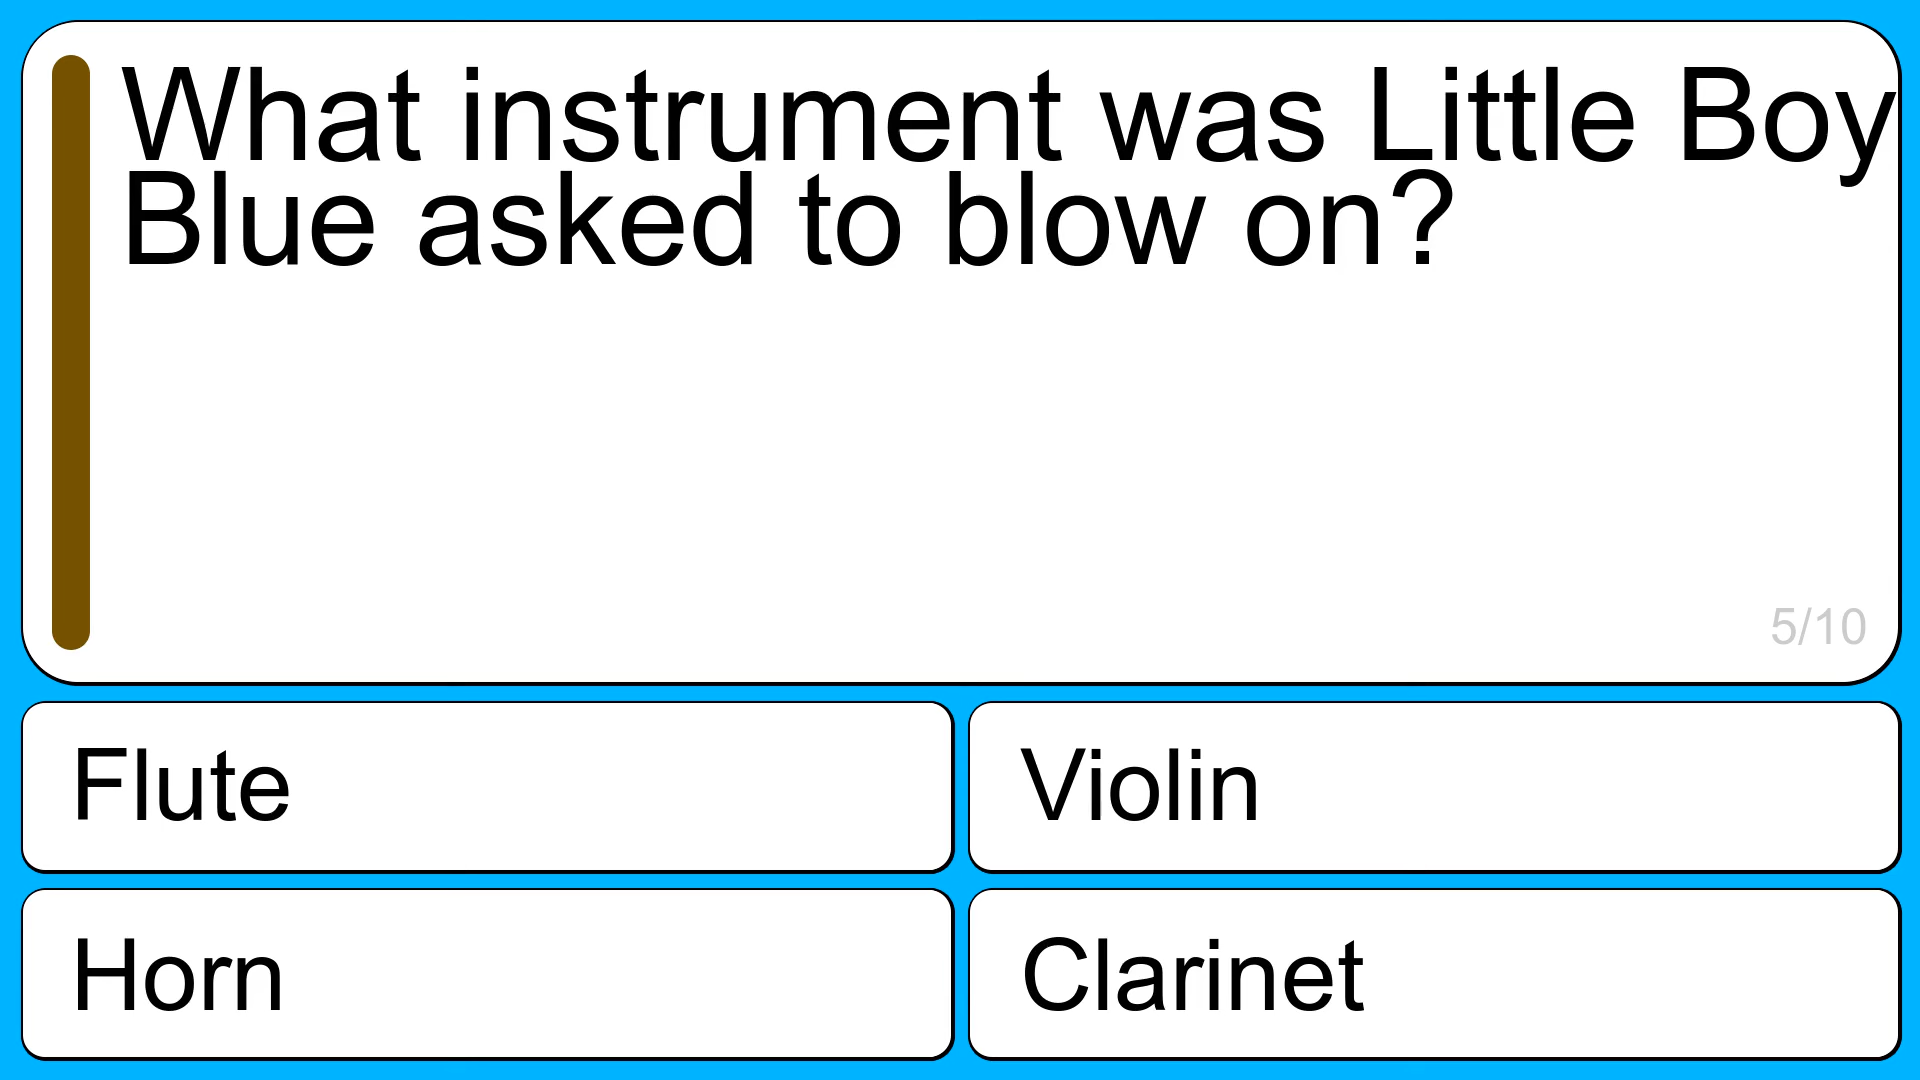 What instrument was Little Boy
Blue asked to blow on?
5/10
Flute
Violin
Horn
Clarinet